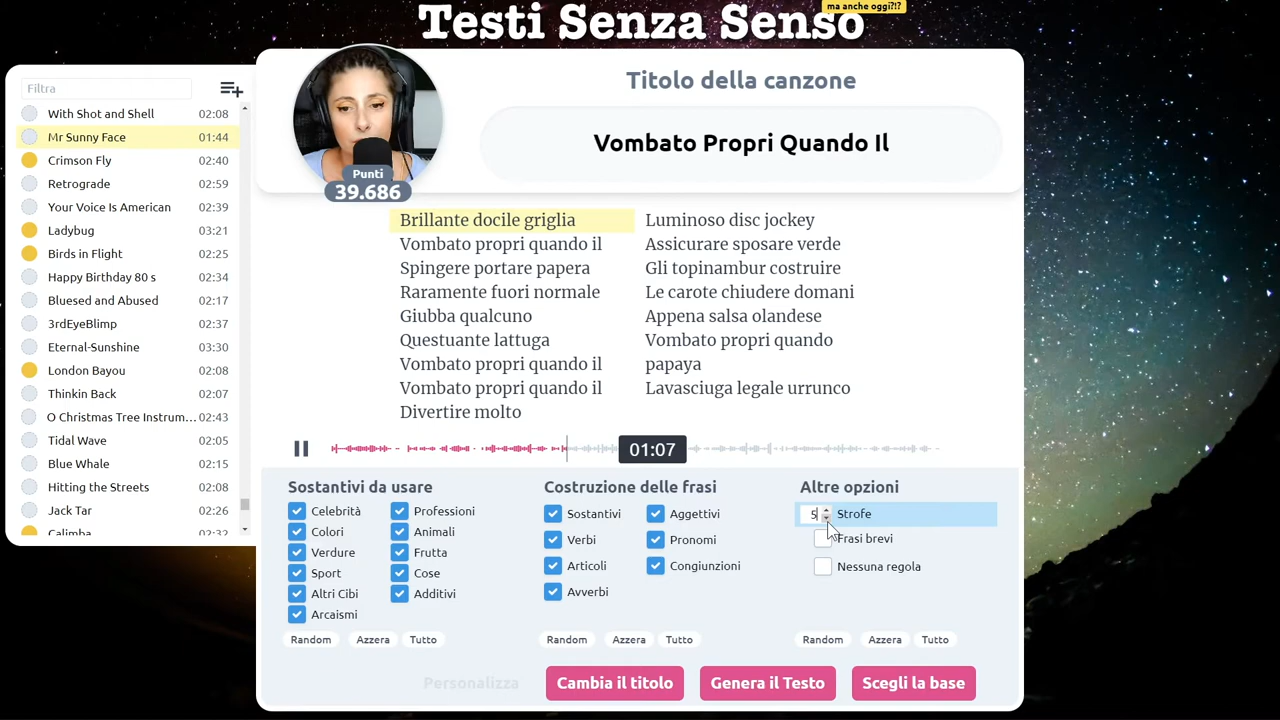 ma anche oggi?!?
Testi Senza Senso
Filtra
With Shot and Shell 02:08
Mr Sunny Face 01:44
Crimson Fly 02:40
Retrograde 02:59
Your Voice Is American 02:39
Ladybug 03:21
Birds in Flight 02:25
Happy Birthday 80 s 02:34
Bluesed and Abused 02:17
3rdEyeBlimp 02:37
Eternal-Sunshine 03:30
London Bayou 02:08
Thinkin Back 02:07
O Christmas Tree Instrum... 02:43
Tidal Wave 02:05
Blue Whale 02:15
Hitting the Streets 02:08
Jack Tar 02:26
Calimba 02:33
Punti
39.686
Titolo della canzone
Vombato Propri Quando Il
Brillante docile griglia
Vombato propri quando il
Spingere portare papera
Raramente fuori normale
Giubba qualcuno
Questuante lattuga
Vombato propri quando il
Vombato propri quando il
Divertire molto
Luminoso disc jockey
Assicurare sposare verde
Gli topinambur costruire
Le carote chiudere domani
Appena salsa olandese
Vombato propri quando
papaya
Lavasciuga legale urrunco
01:07
Sostantivi da usare
Celebrità Professioni
Colori Animali
Verdure Frutta
Sport Cose
Altri Cibi Additivi
Arcaismi
Random Azzera Tutto
Costruzione delle frasi
Sostantivi Aggettivi
Verbi Pronomi
Articoli Congiunzioni
Avverbi
Random Azzera Tutto
Altre opzioni
5 Strofe
Frasi brevi
Nessuna regola
Random Azzera Tutto
Personalizza Cambia il titolo Genera il Testo Scegli la base